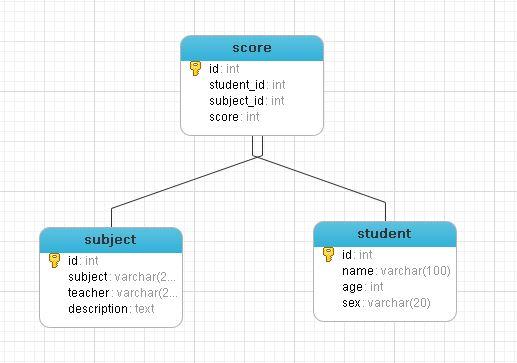 score
id: int
student_id: int
subject_id: int
score: int
subject
id: int
subject: varchar(2...
teacher: varchar(2...
description: text
student
id: int
name: varchar(100)
age: int
sex: varchar(20)